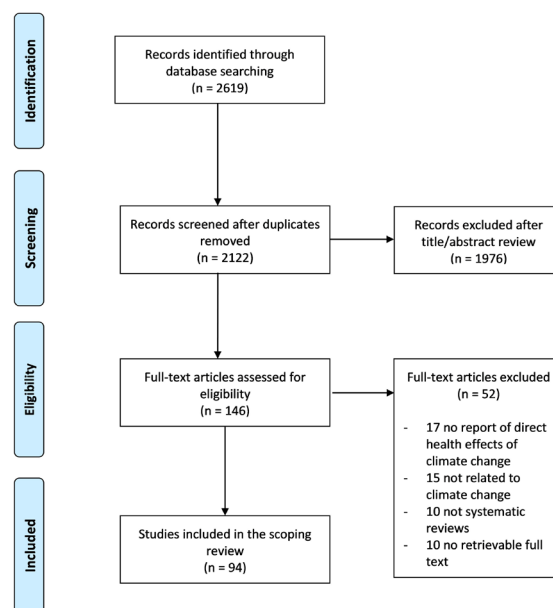 Identification
Records identified through
database searching
(n = 2619)
Screening
Records screened after duplicates
removed
(n = 2122)
Records excluded after
title/abstract review
(n = 1976)
Eligibility
Full-text articles assessed for
eligibility
(n = 146)
Full-text articles excluded
(n = 52)
- 17 no report of direct
health effects of
climate change
- 15 not related to
climate change
- 10 not systematic
reviews
- 10 no retrievable full
text
Included
Studies included in the scoping
review
(n = 94)